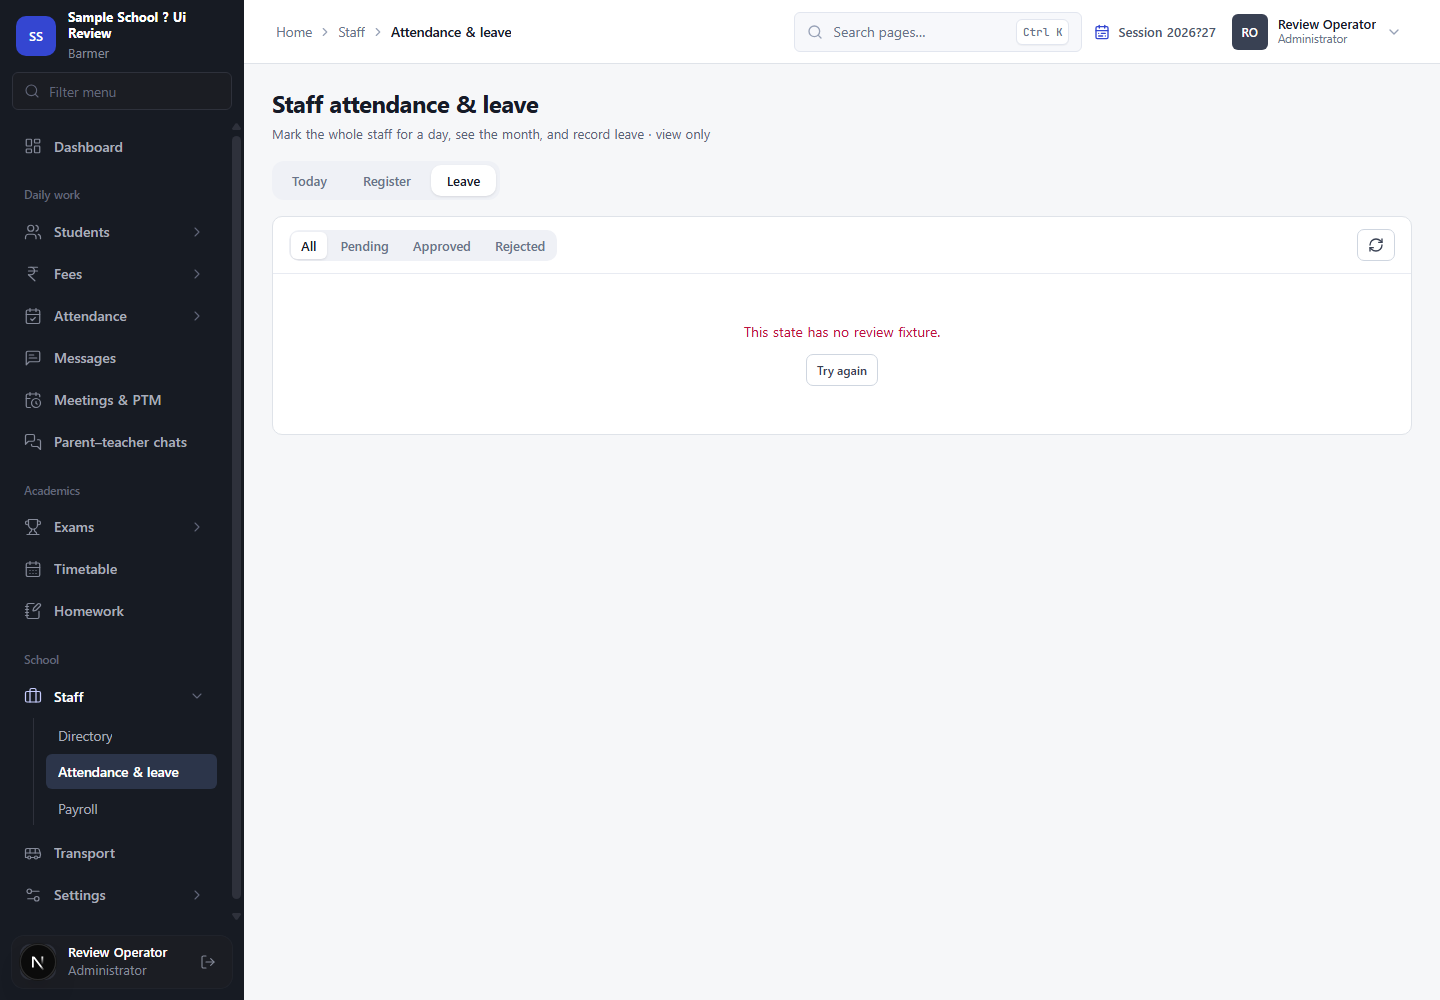 SS
Sample School ? Ui
Review
Barmer
Filter menu
Dashboard
Daily work
Students
Fees
Attendance
Messages
Meetings & PTM
Parent–teacher chats
Academics
Exams
Timetable
Homework
School
Staff
Directory
Attendance & leave
Payroll
Transport
Settings
N
Review Operator
Administrator
Home > Staff > Attendance & leave
Search pages... Ctrl K
Session 2026?27
RO
Review Operator
Administrator
Staff attendance & leave
Mark the whole staff for a day, see the month, and record leave · view only
Today Register Leave
All Pending Approved Rejected
This state has no review fixture.
Try again